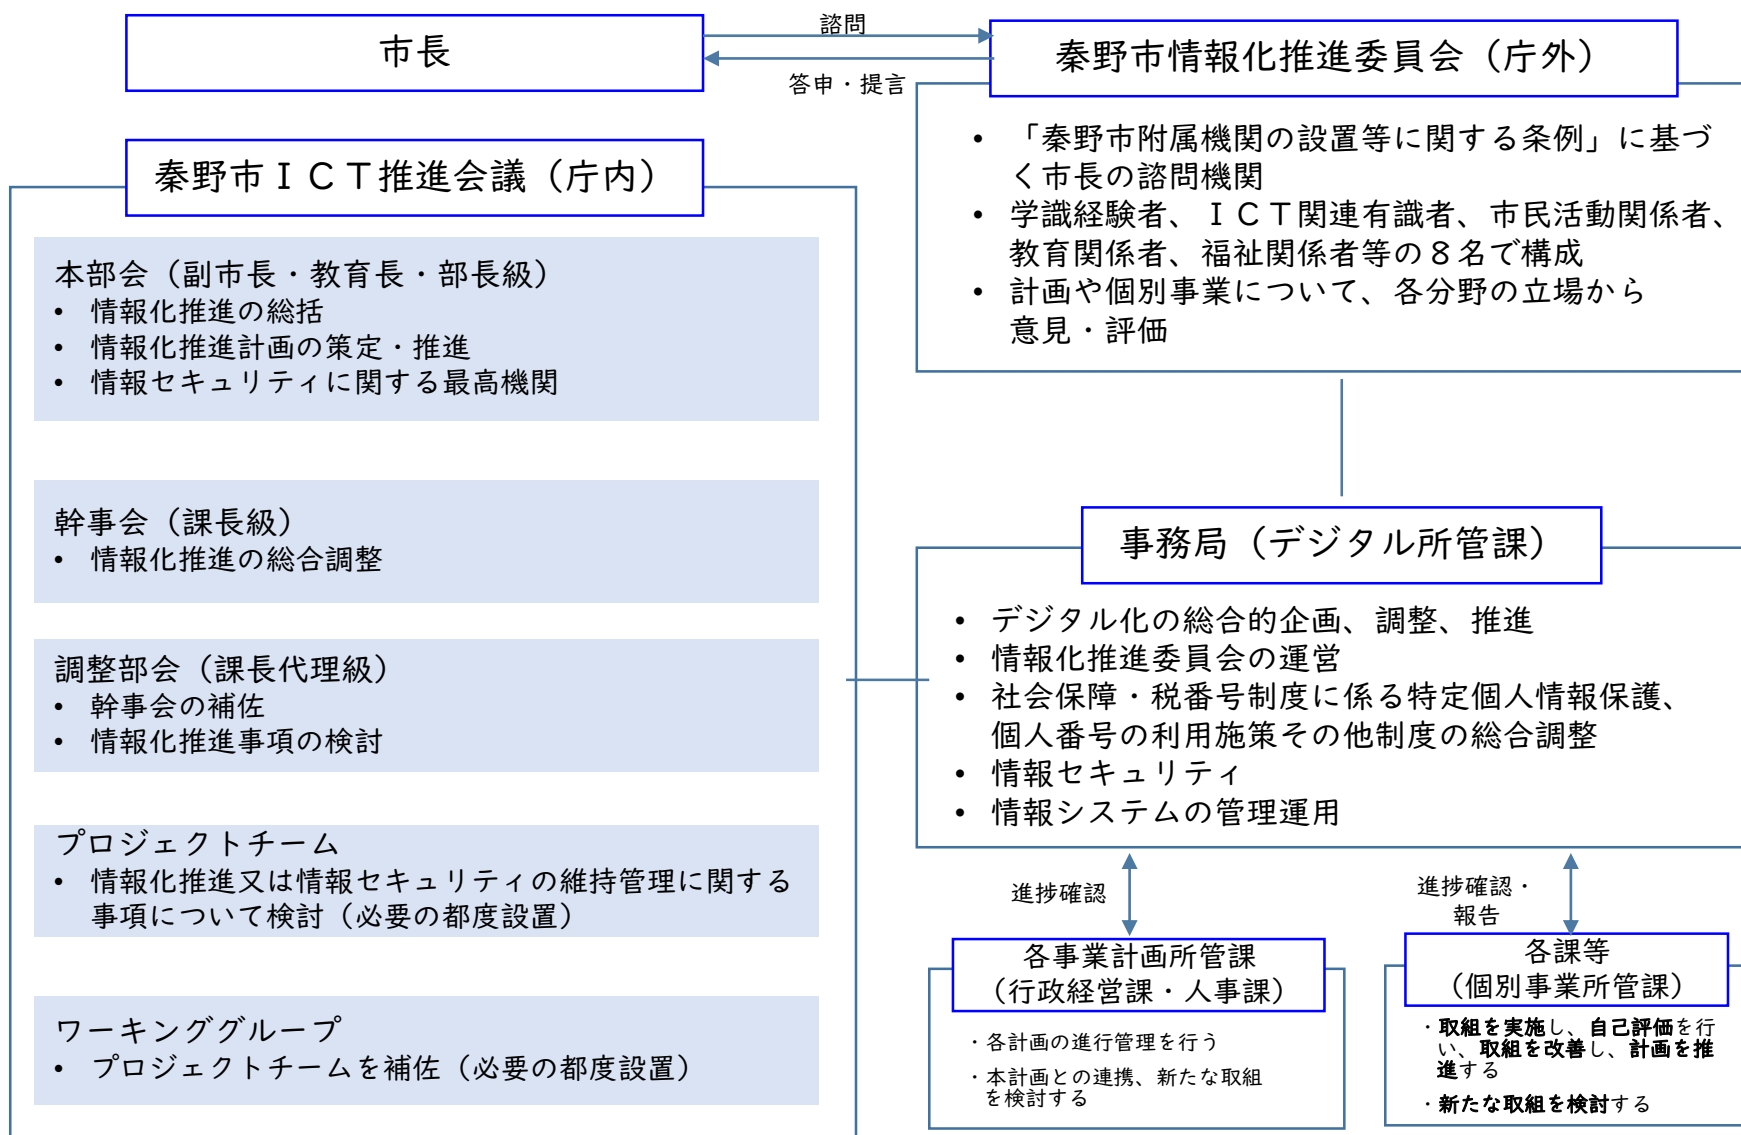 市長
諮問
答申・提言
秦野市情報化推進委員会（庁外）
• 「秦野市附属機関の設置等に関する条例」に基づ
く市長の諮問機関
• 学識経験者、ＩＣＴ関連有識者、市民活動関係者、
教育関係者、福祉関係者等の８名で構成
• 計画や個別事業について、各分野の立場から
意見・評価
秦野市ＩＣＴ推進会議（庁内）
本部会（副市長・教育長・部長級）
• 情報化推進の総括
• 情報化推進計画の策定・推進
• 情報セキュリティに関する最高機関
幹事会（課長級）
• 情報化推進の総合調整
調整部会（課長代理級）
• 幹事会の補佐
• 情報化推進事項の検討
プロジェクトチーム
• 情報化推進又は情報セキュリティの維持管理に関する
事項について検討（必要の都度設置）
ワーキンググループ
• プロジェクトチームを補佐（必要の都度設置）
事務局（デジタル所管課）
• デジタル化の総合的企画、調整、推進
• 情報化推進委員会の運営
• 社会保障・税番号制度に係る特定個人情報保護、
個人番号の利用施策その他制度の総合調整
• 情報セキュリティ
• 情報システムの管理運用
進捗確認
進捗確認・
報告
各事業計画所管課
（行政経営課・人事課）
・各計画の進行管理を行う
・本計画との連携、新たな取組
を検討する
各課等
（個別事業所管課）
・取組を実施し、自己評価を行
い、取組を改善し、計画を推
進する
・新たな取組を検討する